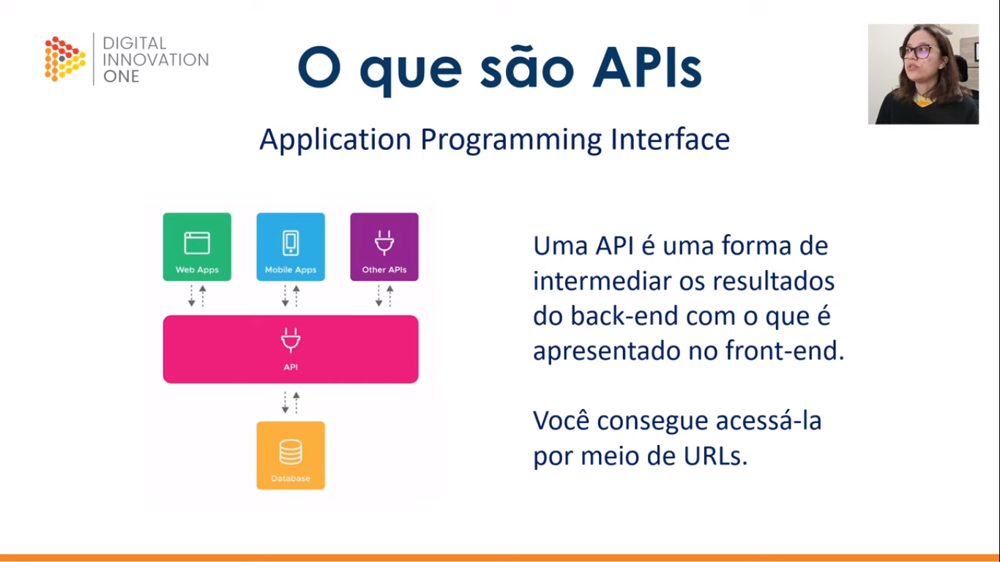 DIGITAL
INNOVATION
ONE
O que são APIs
Application Programming Interface
Web Apps
Mobile Apps
Other APIs
API
Database
Uma API é uma forma de
intermediar os resultados
do back-end com o que é
apresentado no front-end.
Você consegue acessá-la
por meio de URLs.